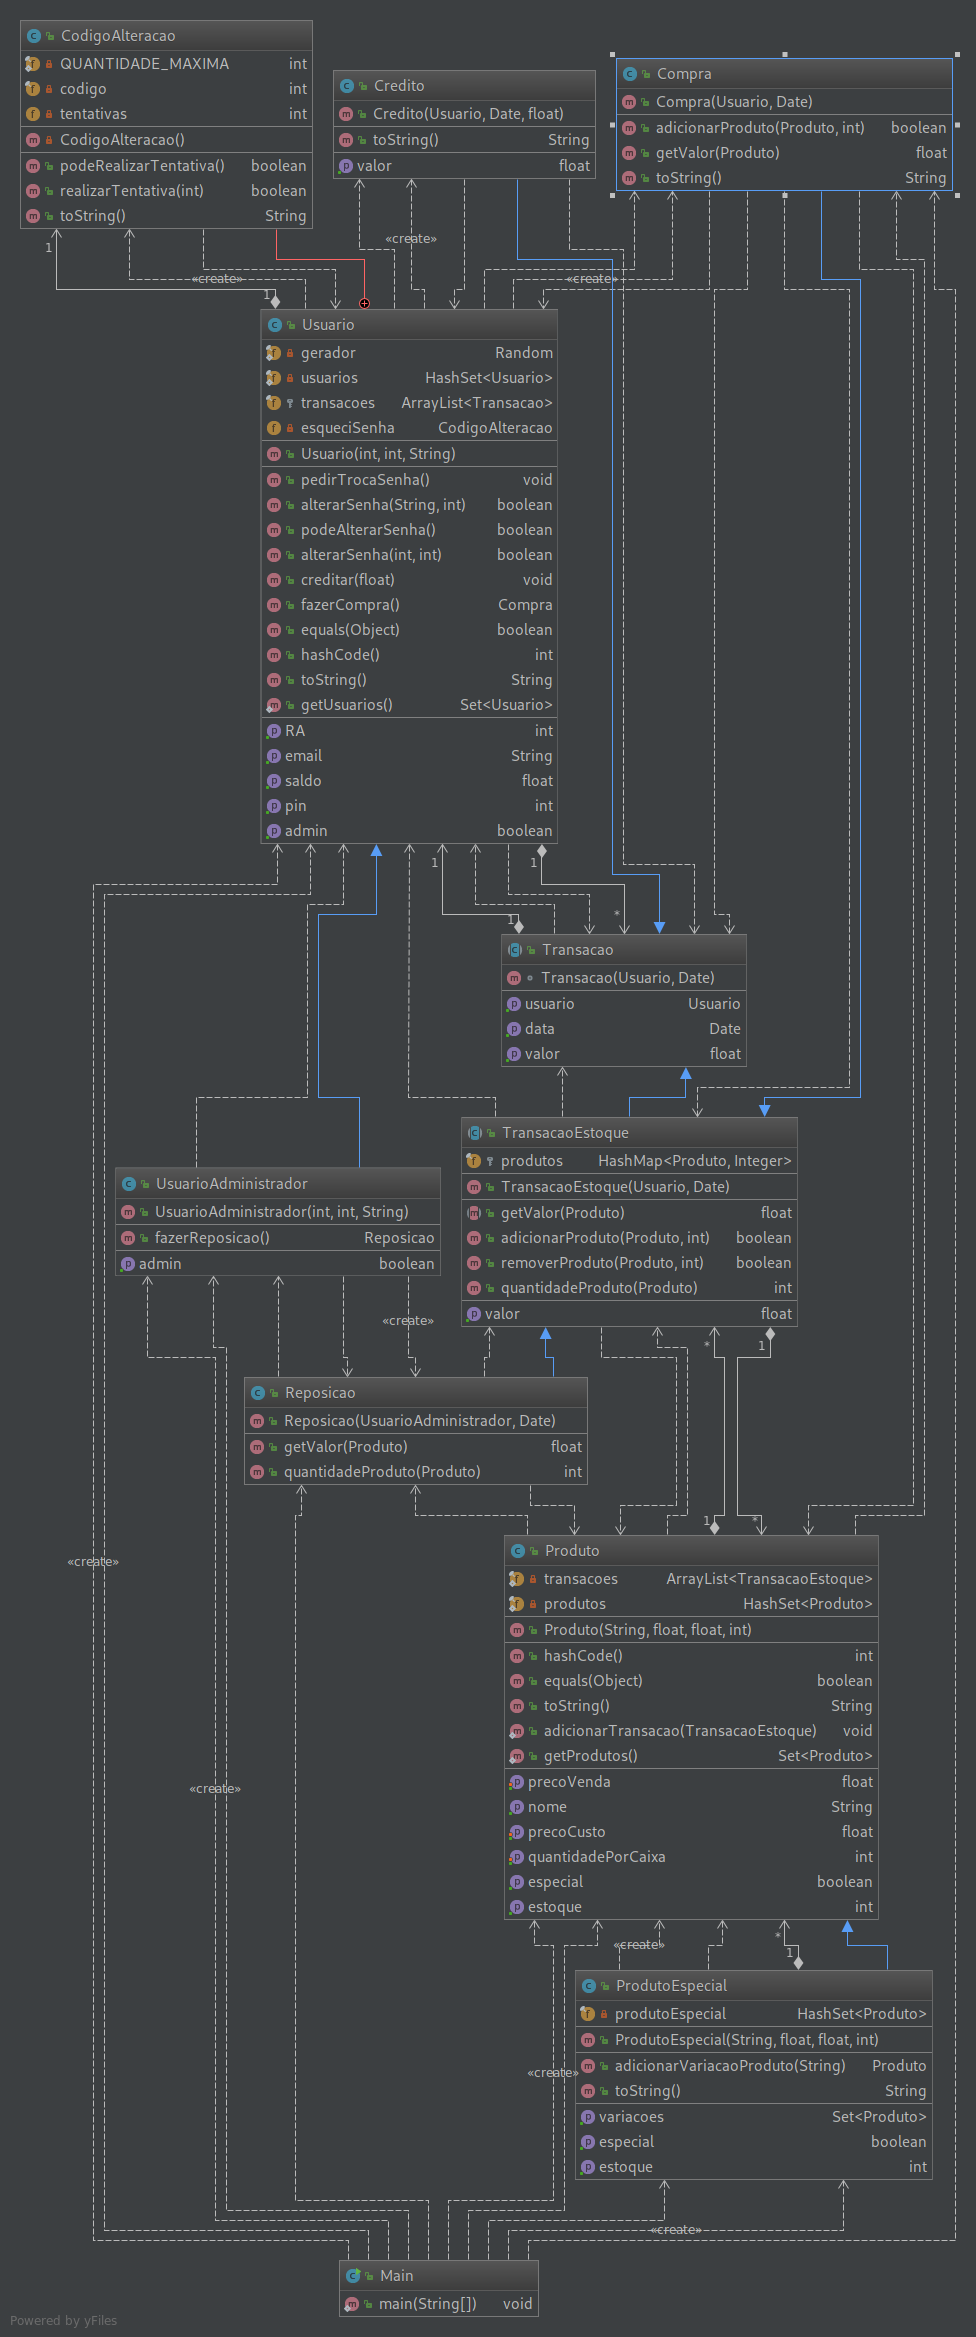 CodigoAlteracao
QUANTIDADE_MAXIMA int
codigo int
tentativas int
CodigoAlteracao()
podeRealizarTentativa() boolean
realizarTentativa(int) boolean
toString() String
Credito
Credito(Usuario, Date, float)
toString() String
valor float
Compra
Compra(Usuario, Date)
adicionarProduto(Produto, int) boolean
getValor(Produto) float
toString() String
1
«create»
«create»
«create»
1
Usuario
gerador Random
usuarios HashSet<Usuario>
transacoes ArrayList<Transacao>
esqueciSenha CodigoAlteracao
Usuario(int, int, String)
pedirTrocaSenha() void
alterarSenha(String, int) boolean
podeAlterarSenha() boolean
alterarSenha(int, int) boolean
creditar(float) void
fazerCompra() Compra
equals(Object) boolean
hashCode() int
toString() String
getUsuarios() Set<Usuario>
RA int
email String
saldo float
pin int
admin boolean
1
1
*
1
Transacao
Transacao(Usuario, Date)
usuario Usuario
data Date
valor float
TransacaoEstoque
produtos HashMap<Produto, Integer>
TransacaoEstoque(Usuario, Date)
getValor(Produto) float
adicionarProduto(Produto, int) boolean
removerProduto(Produto, int) boolean
quantidadeProduto(Produto) int
valor float
UsuarioAdministrador
UsuarioAdministrador(int, int, String)
fazerReposicao() Reposicao
admin boolean
«create»
*
1
Reposicao
Reposicao(UsuarioAdministrador, Date)
getValor(Produto) float
quantidadeProduto(Produto) int
1
*
«create»
Produto
transacoes ArrayList<TransacaoEstoque>
produtos HashSet<Produto>
Produto(String, float, float, int)
hashCode() int
equals(Object) boolean
toString() String
adicionarTransacao(TransacaoEstoque) void
getProdutos() Set<Produto>
precoVenda float
nome String
precoCusto float
quantidadePorCaixa int
especial boolean
estoque int
«create»
«create»
*
1
ProdutoEspecial
produtoEspecial HashSet<Produto>
ProdutoEspecial(String, float, float, int)
adicionarVariacaoProduto(String) Produto
toString() String
variacoes Set<Produto>
especial boolean
estoque int
«create»
«create»
Main
main(String[]) void
Powered by yFiles